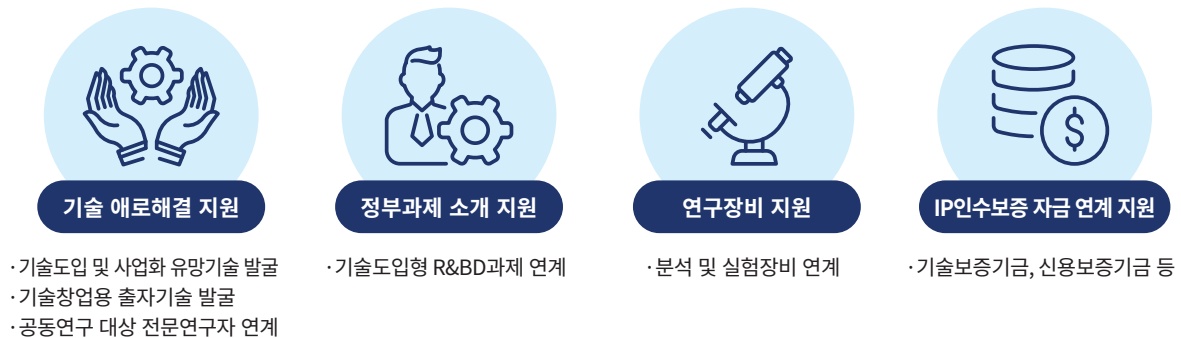 기술 애로해결 지원
·기술도입 및 사업화 유망기술 발굴
·기술창업용 출자기술 발굴
·공동연구 대상 전문연구자 연계
정부과제 소개 지원
·기술도입형 R&BD과제 연계
연구장비 지원
·분석 및 실험장비 연계
$
IP인수보증 자금 연계 지원
·기술보증기금, 신용보증기금 등